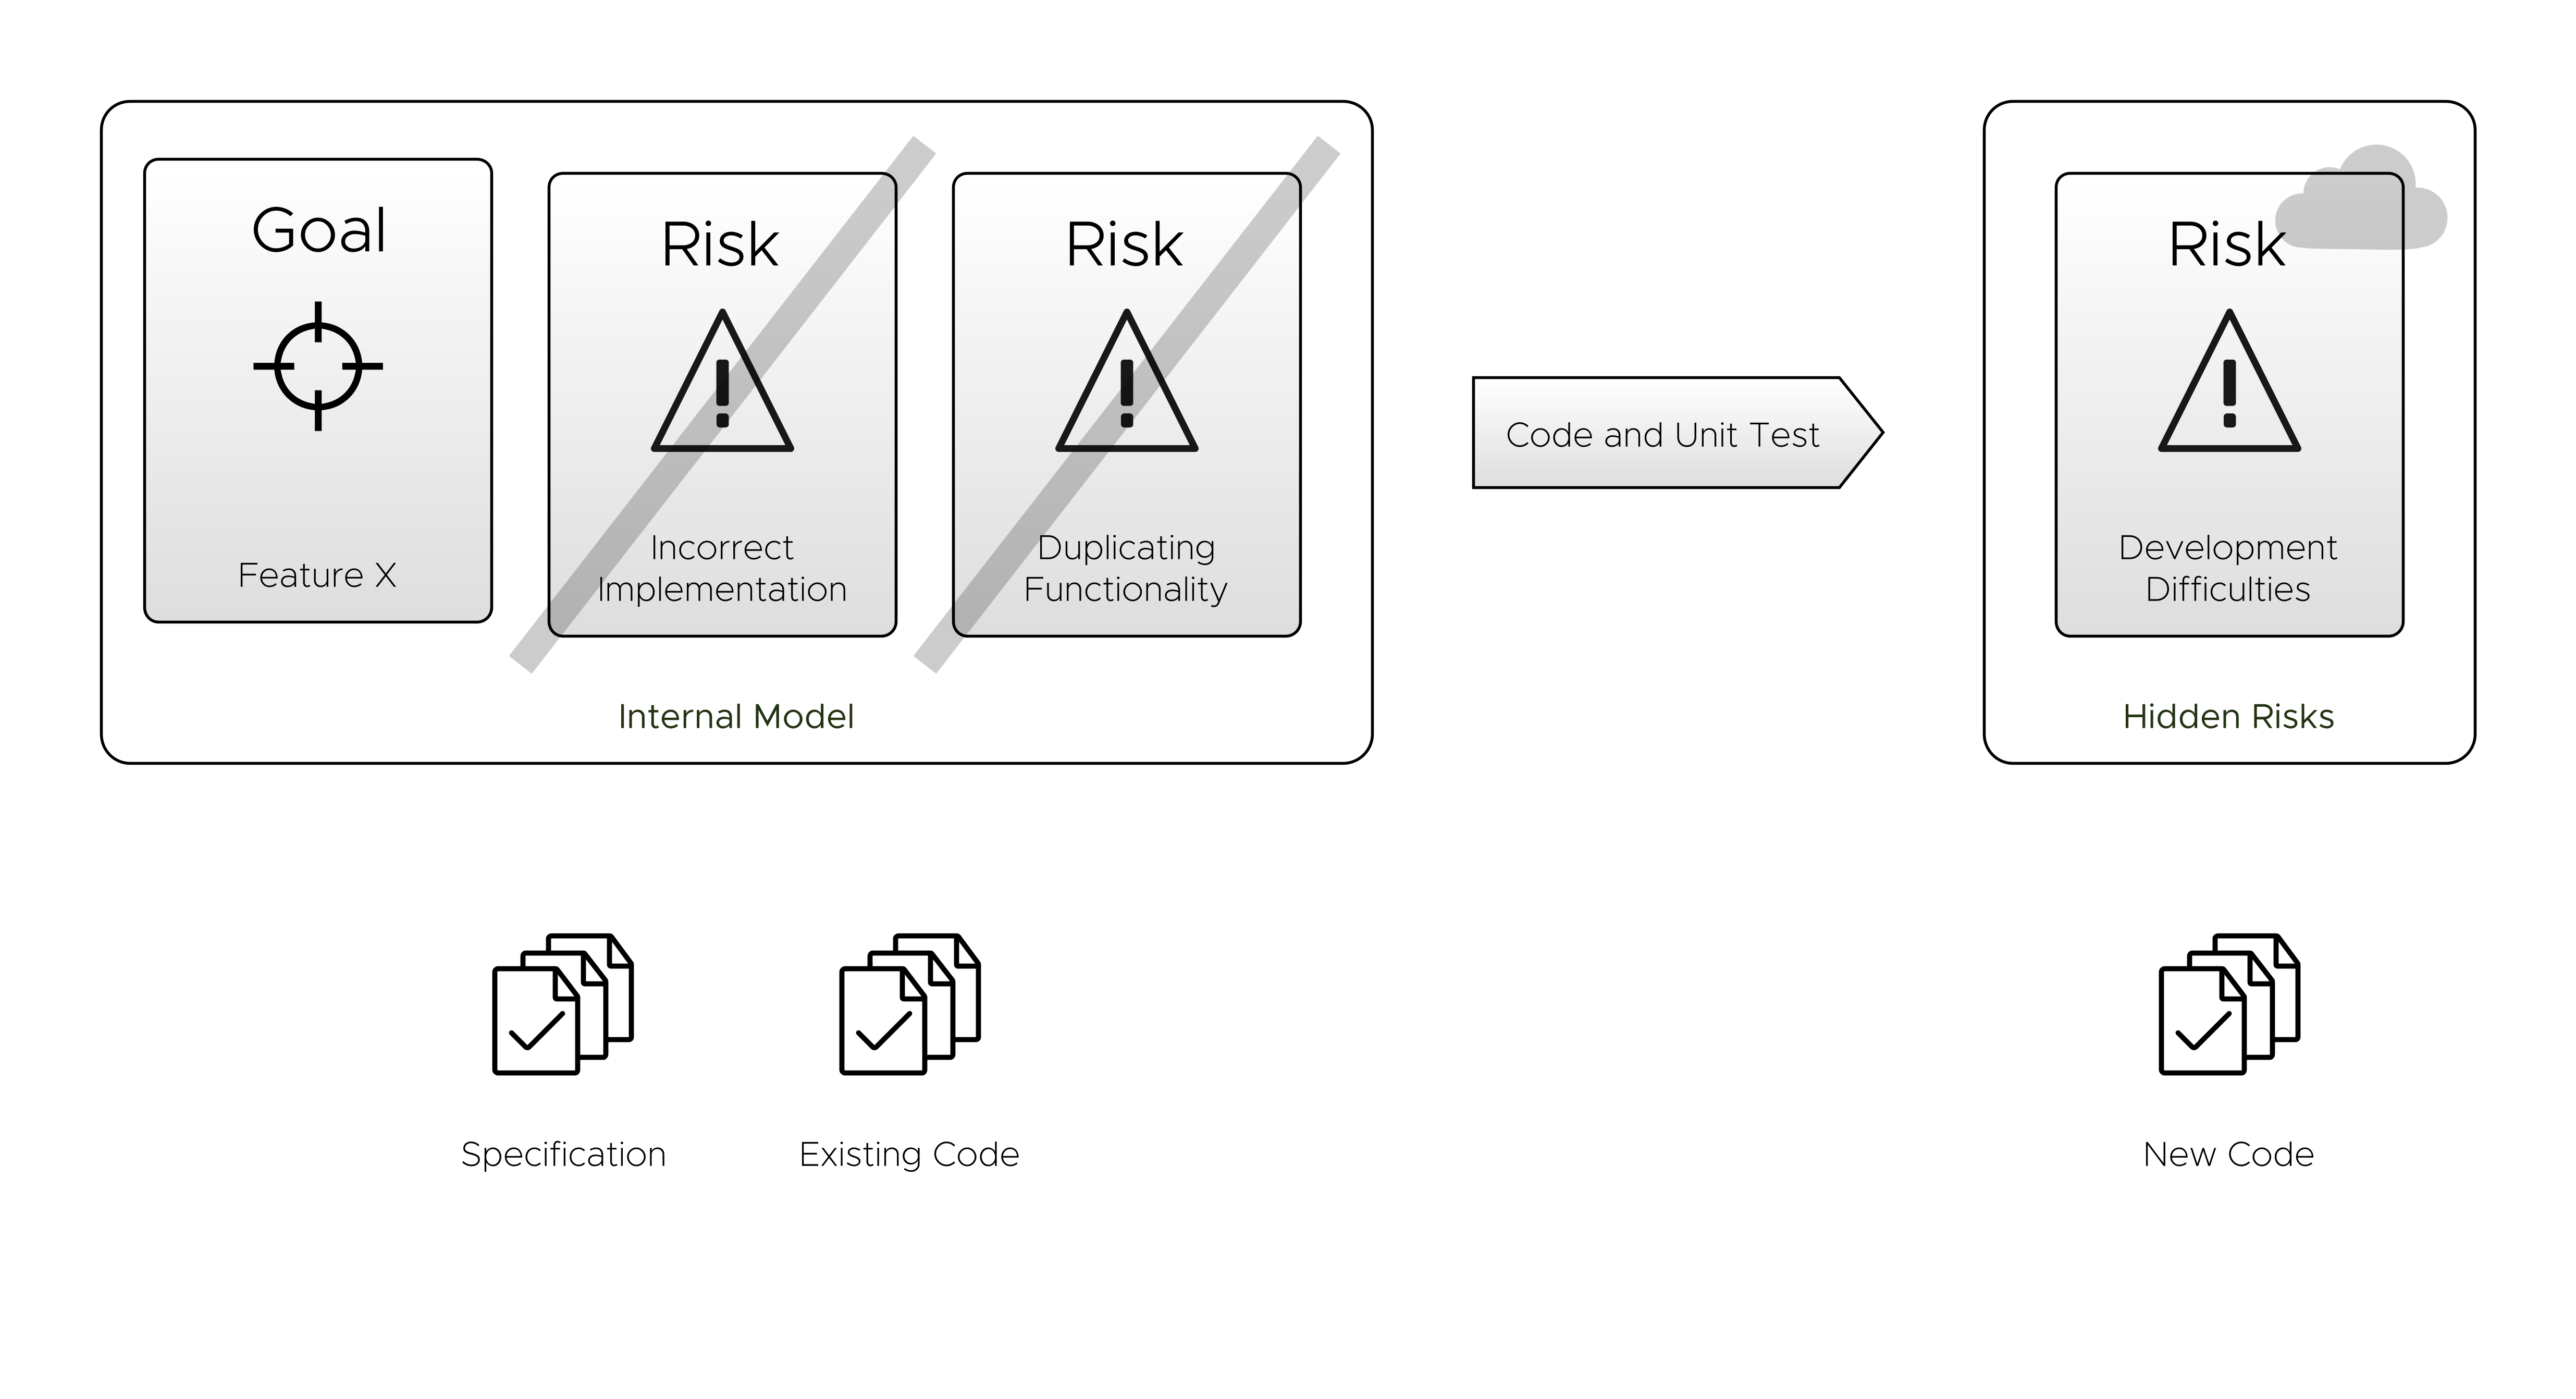 Goal
Feature X
Risk
Incorrect
Implementation
Risk
Duplicating
Functionality
Internal Model
Code and Unit Test
Risk
Development
Difficulties
Hidden Risks
Specification
Existing Code
New Code